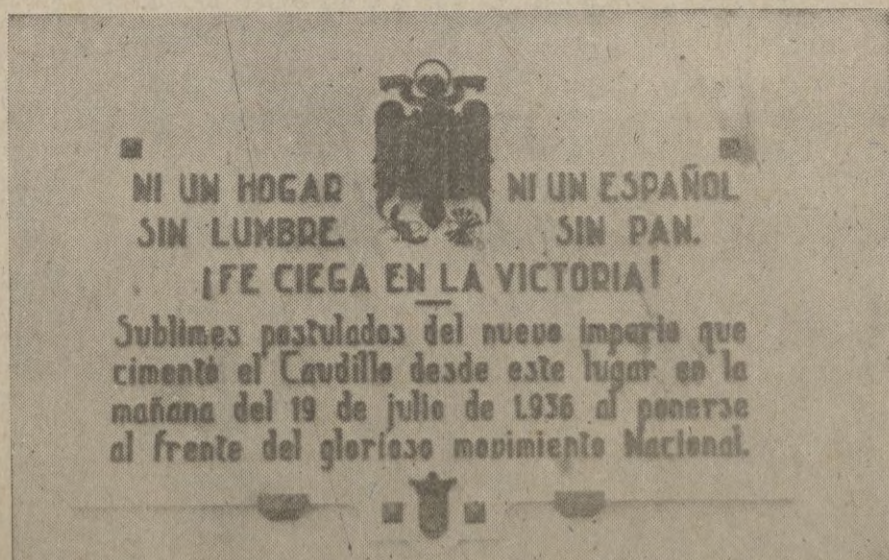 NI UN HOGAR
SIN LUMBRE.
NI UN ESPAÑOL
SIN PAN.
¡FE CIEGA EN LA VICTORIA!
Sublimes postulados del nuevo imperio que
cimentó el Caudillo desde este lugar en la
mañana del 19 de julio de 1.936 al ponerse
al frente del glorioso movimiento Nacional.